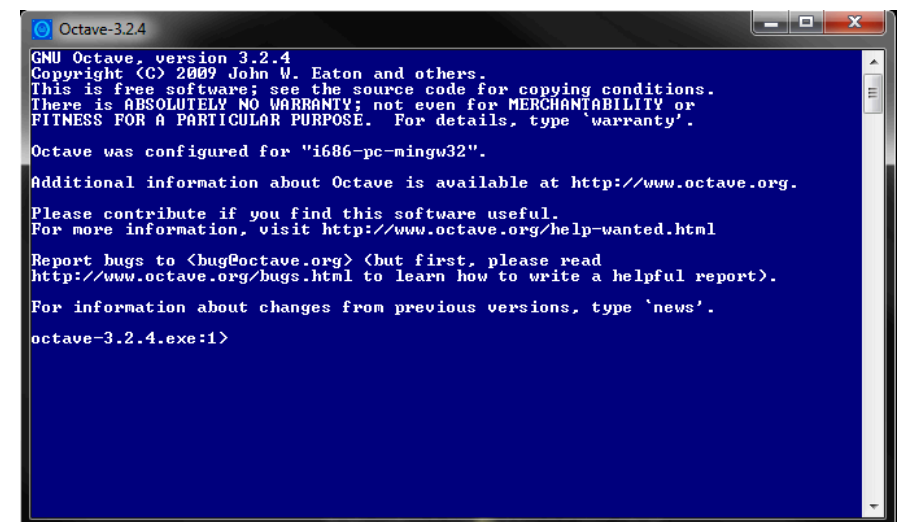 Octave-3.2.4
GNU Octave, version 3.2.4
Copyright (C) 2009 John W. Eaton and others.
This is free software; see the source code for copying conditions.
There is ABSOLUTELY NO WARRANTY; not even for MERCHANTABILITY or
FITNESS FOR A PARTICULAR PURPOSE.  For details, type `warranty'.
Octave was configured for "i686-pc-mingw32".
Additional information about Octave is available at http://www.octave.org.
Please contribute if you find this software useful.
For more information, visit http://www.octave.org/help-wanted.html
Report bugs to <bug@octave.org> (but first, please read
http://www.octave.org/bugs.html to learn how to write a helpful report).
For information about changes from previous versions, type `news'.
octave-3.2.4.exe:1>